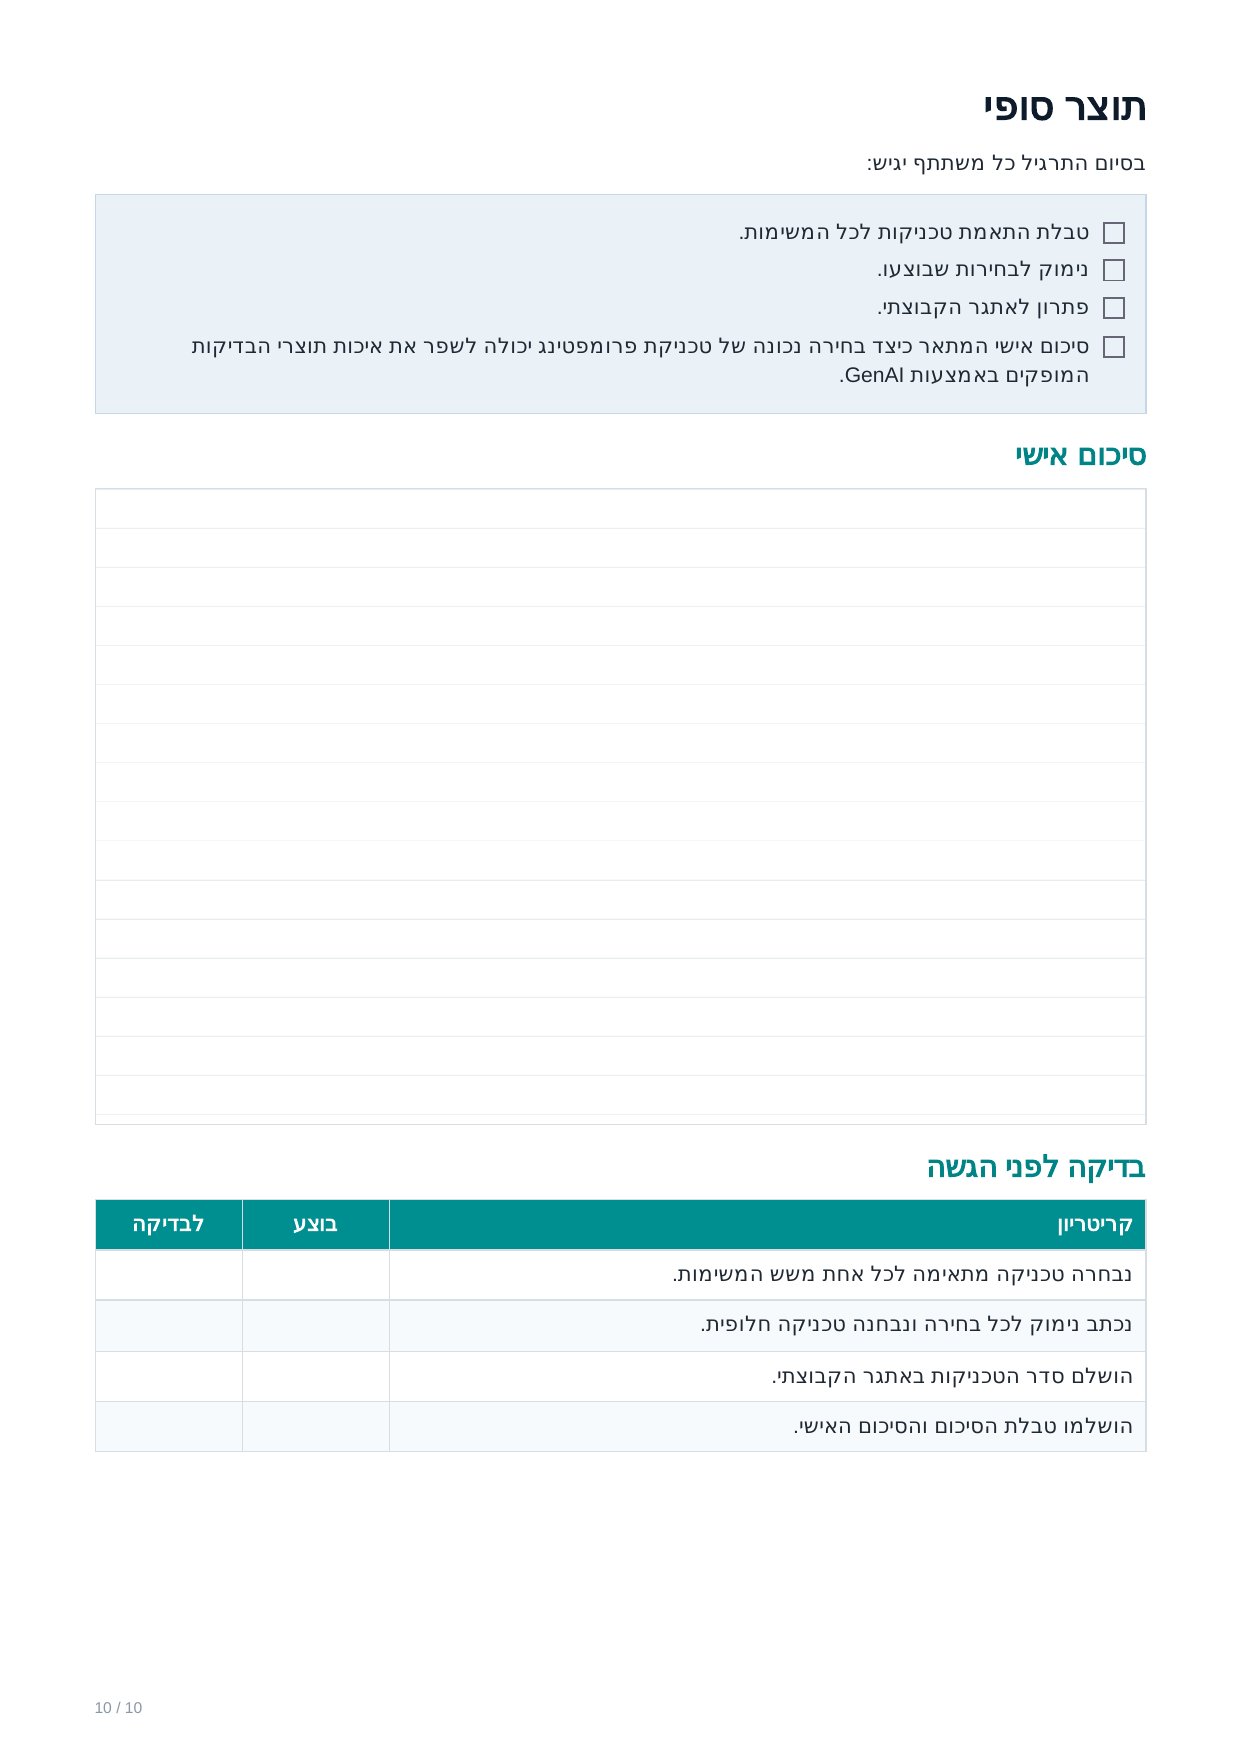 תוצר סופי
בסיום התרגיל כל משתתף יגיש:
טבלת התאמת טכניקות לכל המשימות.
נימוק לבחירות שבוצעו.
פתרון לאתגר הקבוצתי.
סיכום אישי המתאר כיצד בחירה נכונה של טכניקת פרומפטינג יכולה לשפר את איכות תוצרי הבדיקות
המופקים באמצעות GenAI.
סיכום אישי
בדיקה לפני הגשה
קריטריון בוצע לבדיקה
נבחרה טכניקה מתאימה לכל אחת משש המשימות.
נכתב נימוק לכל בחירה ונבחנה טכניקה חלופית.
הושלם סדר הטכניקות באתגר הקבוצתי.
הושלמו טבלת הסיכום והסיכום האישי.
10 / 10